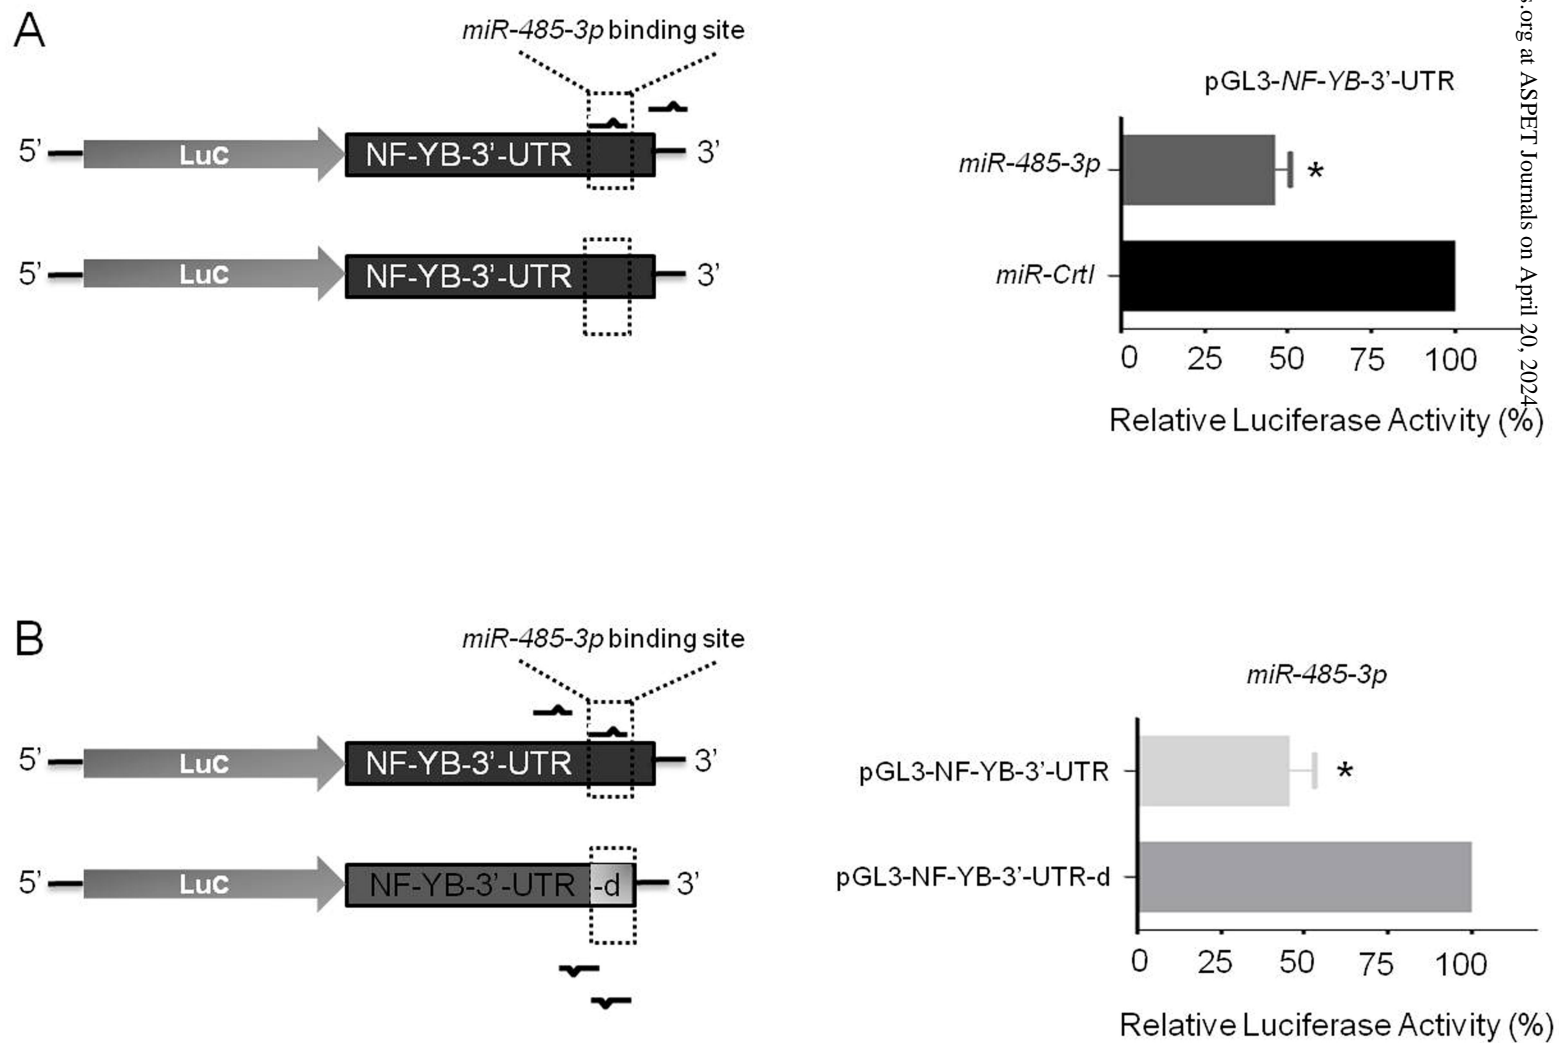 A
miR-485-3p binding site
5’ LuC NF-YB-3’-UTR 3’
5’ LuC NF-YB-3’-UTR 3’
pGL3-NF-YB-3’-UTR
miR-485-3p *
miR-Crtl
0 25 50 75 100
Relative Luciferase Activity (%)
s.org at ASPET Journals on April 20, 2024
B
miR-485-3p binding site
5’ LuC NF-YB-3’-UTR 3’
5’ LuC NF-YB-3’-UTR -d 3’
miR-485-3p
pGL3-NF-YB-3’-UTR *
pGL3-NF-YB-3’-UTR-d
0 25 50 75 100
Relative Luciferase Activity (%)